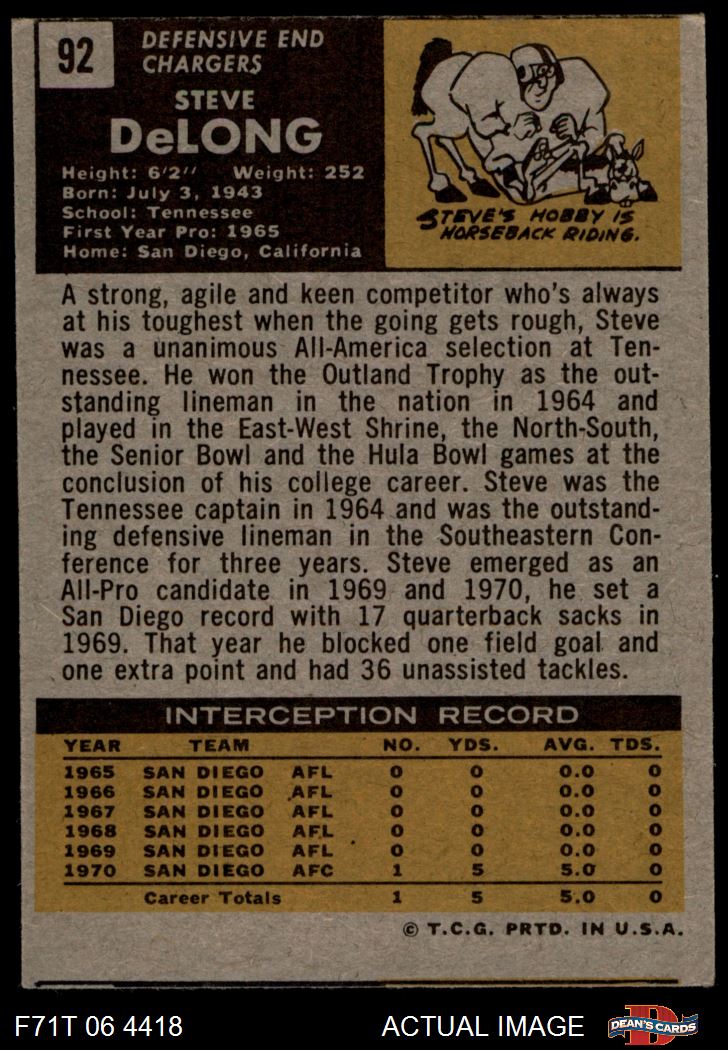 92
DEFENSIVE END
CHARGERS
STEVE
DeLONG
Height: 6'2" Weight: 252
Born: July 3, 1943
School: Tennessee
First Year Pro: 1965
Home: San Diego, California
STEVE'S HOBBY IS
HORSEBACK RIDING.
A strong, agile and keen competitor who's always
at his toughest when the going gets rough, Steve
was a unanimous All-America selection at Ten-
nessee. He won the Outland Trophy as the out-
standing lineman in the nation in 1964 and
played in the East-West Shrine, the North-South,
the Senior Bowl and the Hula Bowl games at the
conclusion of his college career. Steve was the
Tennessee captain in 1964 and was the outstand-
ing defensive lineman in the Southeastern Con-
ference for three years. Steve emerged as an
All-Pro candidate in 1969 and 1970, he set a
San Diego record with 17 quarterback sacks in
1969. That year he blocked one field goal and
one extra point and had 36 unassisted tackles.
INTERCEPTION RECORD
YEAR TEAM NO. YDS. AVG. TDS.
1965 SAN DIEGO AFL 0 0 0.0 0
1966 SAN DIEGO AFL 0 0 0.0 0
1967 SAN DIEGO AFL 0 0 0.0 0
1968 SAN DIEGO AFL 0 0 0.0 0
1969 SAN DIEGO AFL 0 0 0.0 0
1970 SAN DIEGO AFC 1 5 5.0 0
Career Totals 1 5 5.0 0
© T.C.G. PRTD. IN U.S.A.
F71T 06 4418 ACTUAL IMAGE DEAN'S CARDS